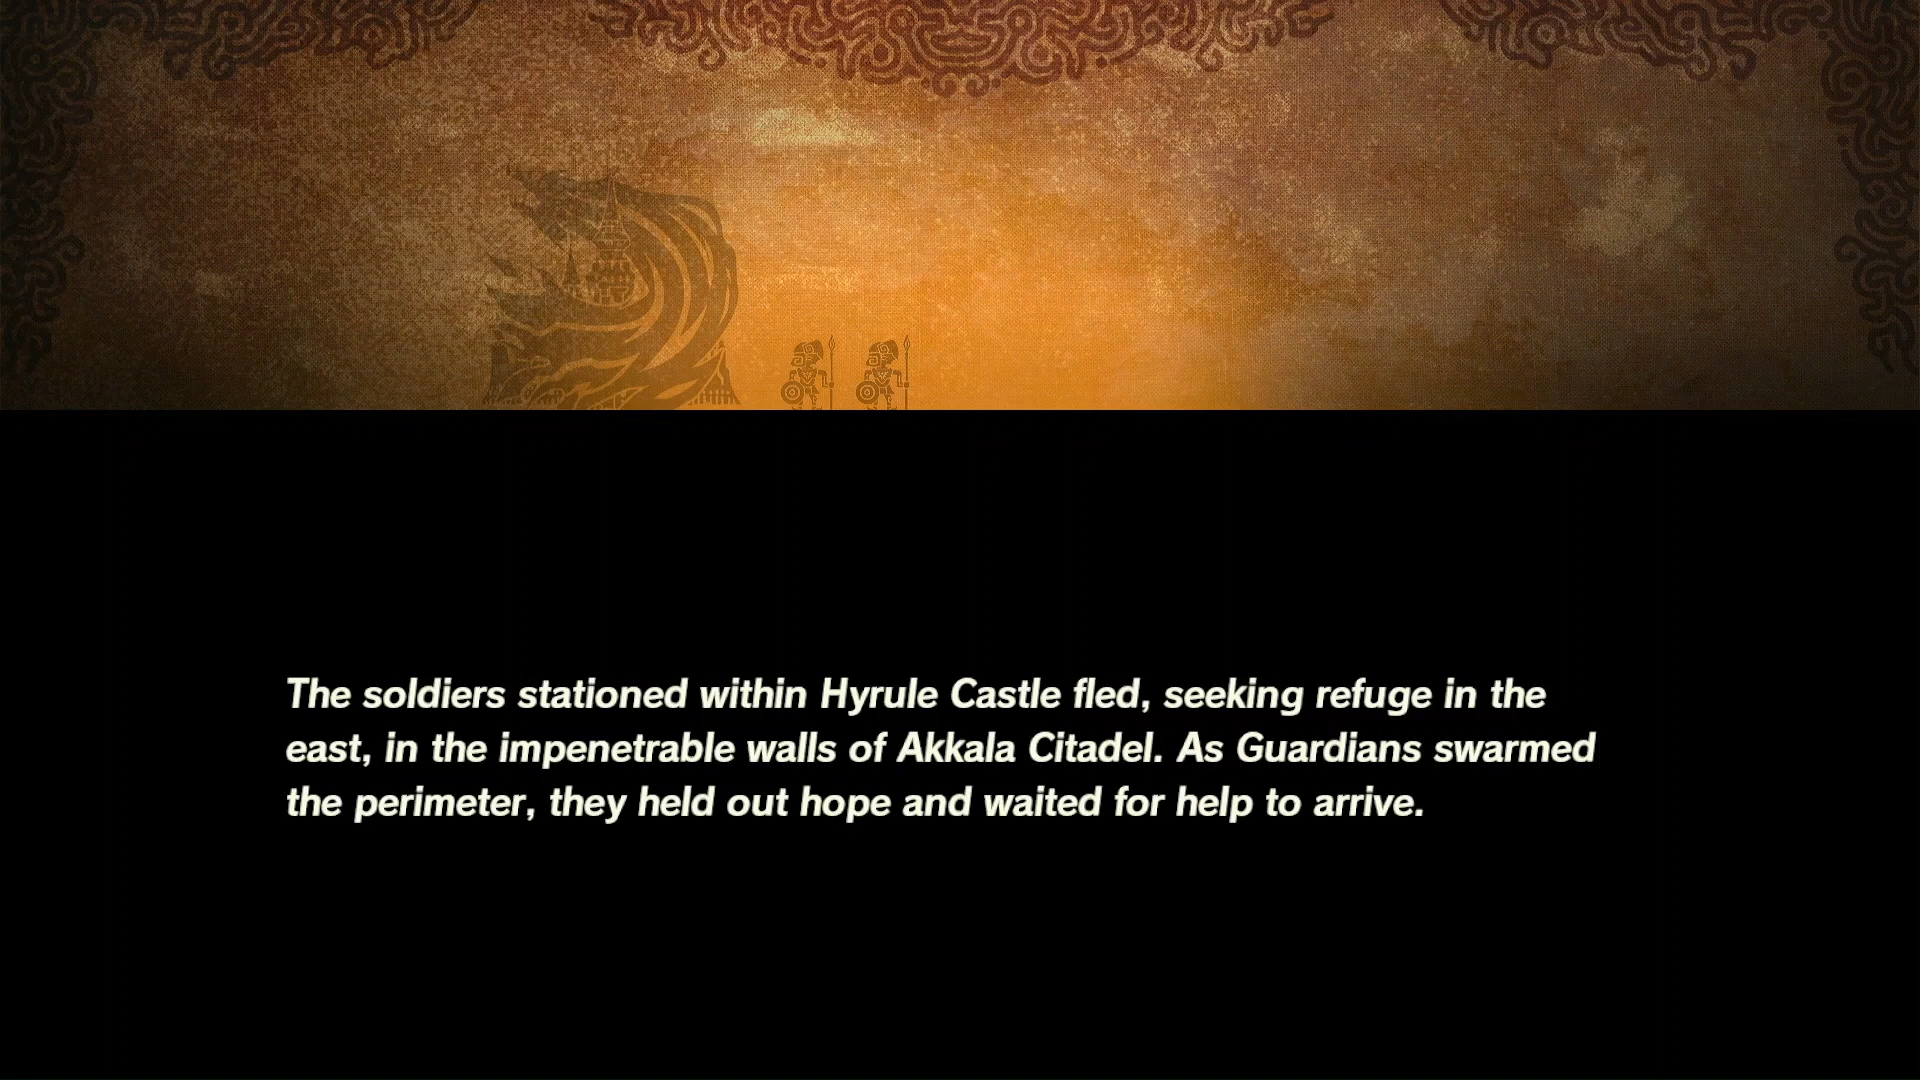 The soldiers stationed within Hyrule Castle fled, seeking refuge in the
east, in the impenetrable walls of Akkala Citadel. As Guardians swarmed
the perimeter, they held out hope and waited for help to arrive.